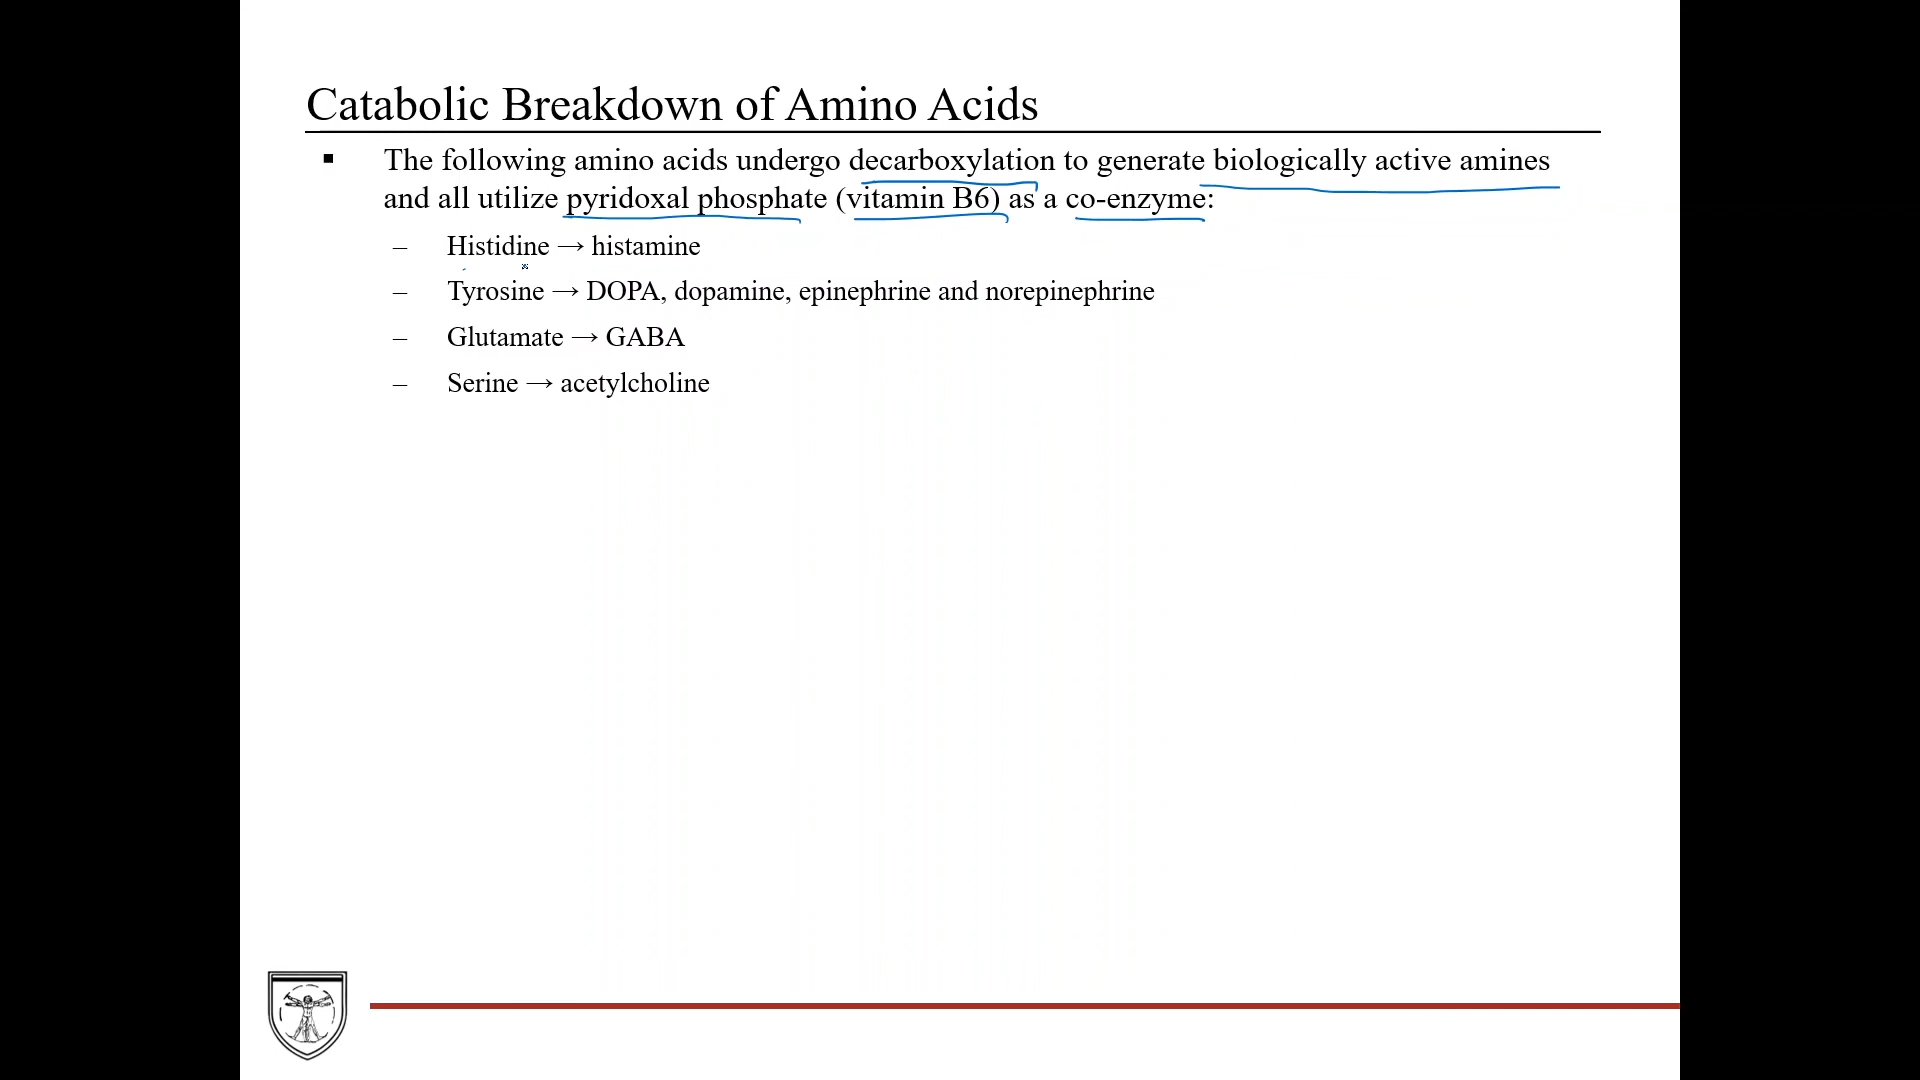 Catabolic Breakdown of Amino Acids
▪ The following amino acids undergo decarboxylation to generate biologically active amines
and all utilize pyridoxal phosphate (vitamin B6) as a co-enzyme:
– Histidine → histamine
– Tyrosine → DOPA, dopamine, epinephrine and norepinephrine
– Glutamate → GABA
– Serine → acetylcholine